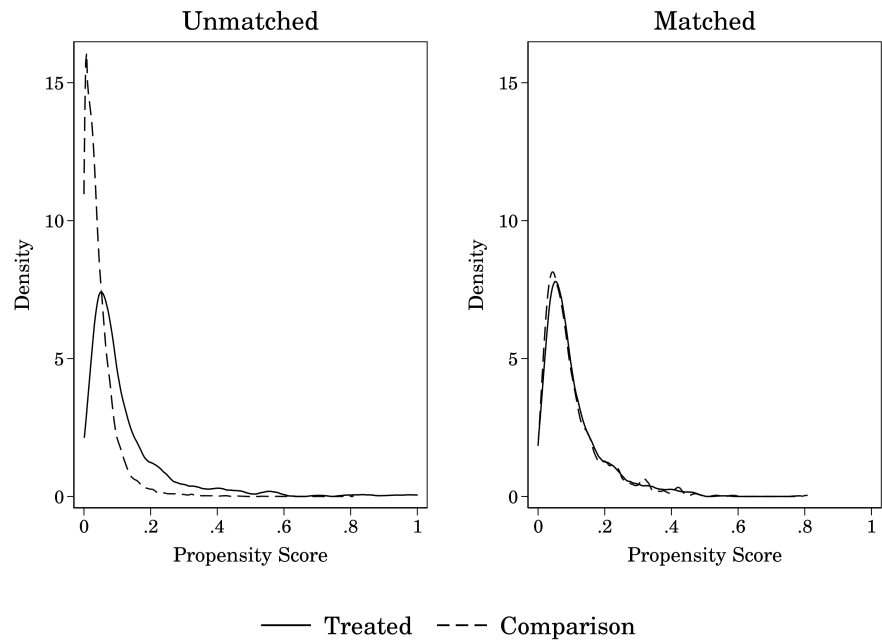 Unmatched
Matched
15
10
5
0
Density
0 .2 .4 .6 .8 1
Propensity Score
15
10
5
0
Density
0 .2 .4 .6 .8 1
Propensity Score
Treated Comparison